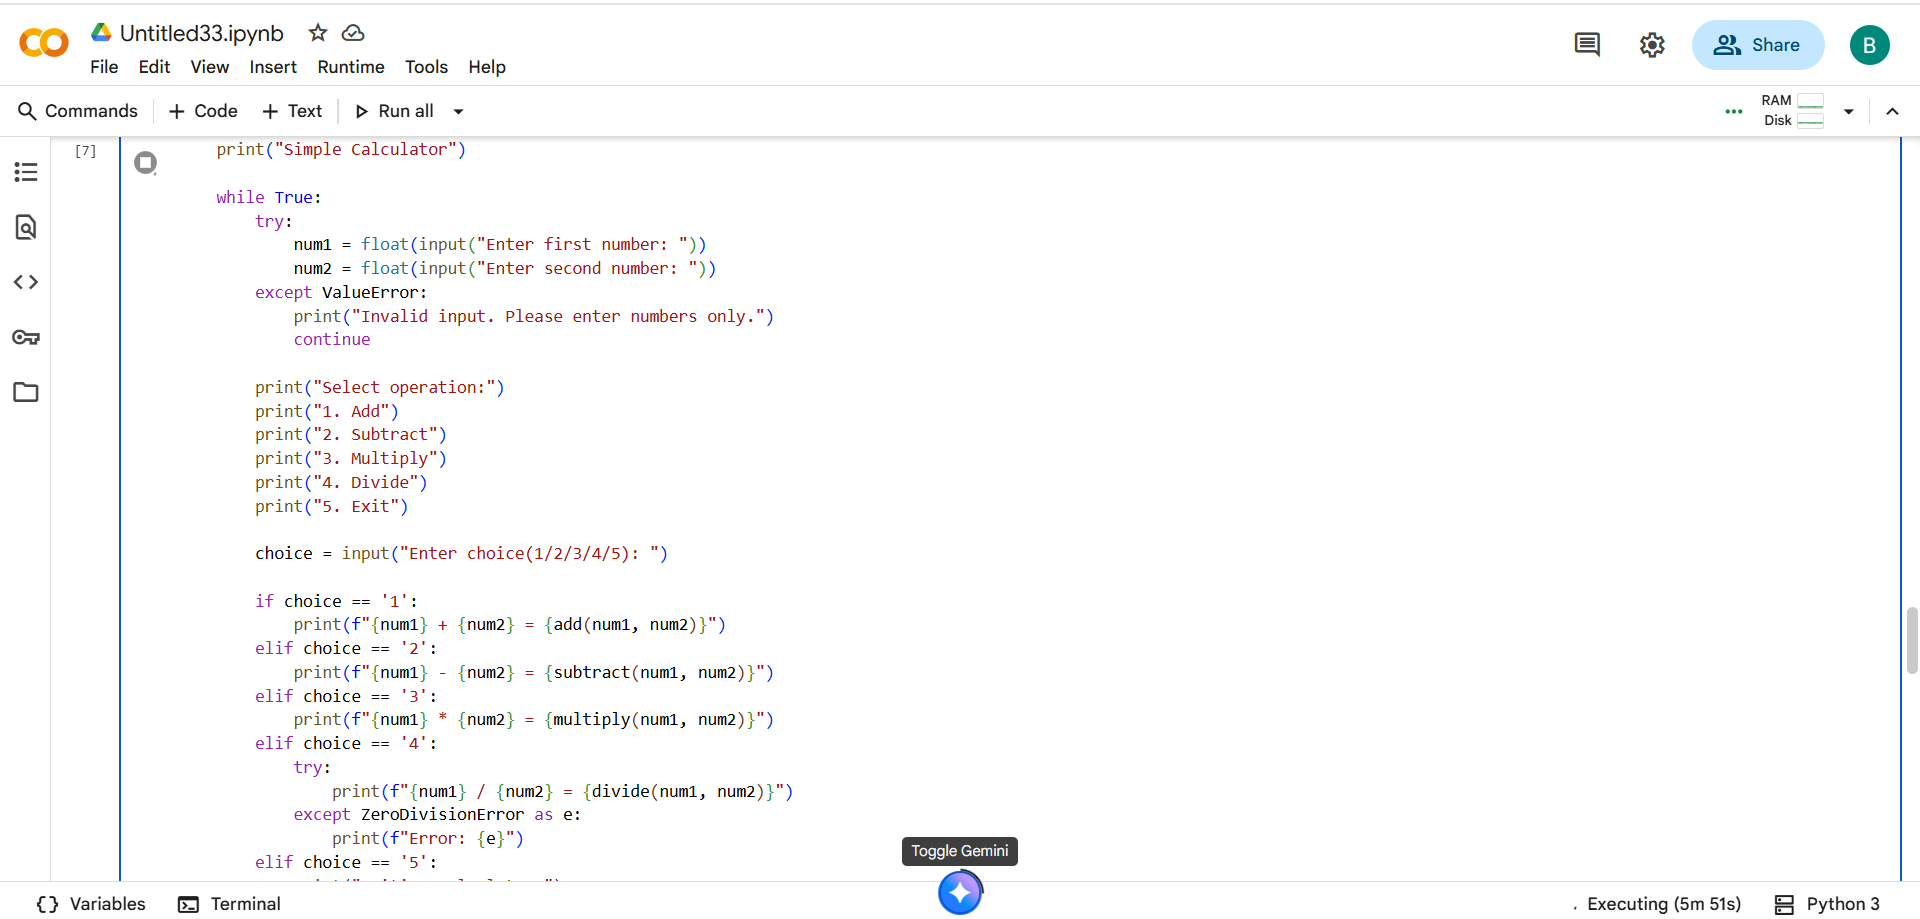 Untitled33.ipynb
File Edit View Insert Runtime Tools Help
Share
B
Commands + Code + Text Run all
RAM
Disk
[7]
print("Simple Calculator")
while True:
    try:
        num1 = float(input("Enter first number: "))
        num2 = float(input("Enter second number: "))
    except ValueError:
        print("Invalid input. Please enter numbers only.")
        continue
    print("Select operation:")
    print("1. Add")
    print("2. Subtract")
    print("3. Multiply")
    print("4. Divide")
    print("5. Exit")
    choice = input("Enter choice(1/2/3/4/5): ")
    if choice == '1':
        print(f"{num1} + {num2} = {add(num1, num2)}")
    elif choice == '2':
        print(f"{num1} - {num2} = {subtract(num1, num2)}")
    elif choice == '3':
        print(f"{num1} * {num2} = {multiply(num1, num2)}")
    elif choice == '4':
        try:
            print(f"{num1} / {num2} = {divide(num1, num2)}")
        except ZeroDivisionError as e:
            print(f"Error: {e}")
    elif choice == '5':
Toggle Gemini
{} Variables Terminal
Executing (5m 51s) Python 3